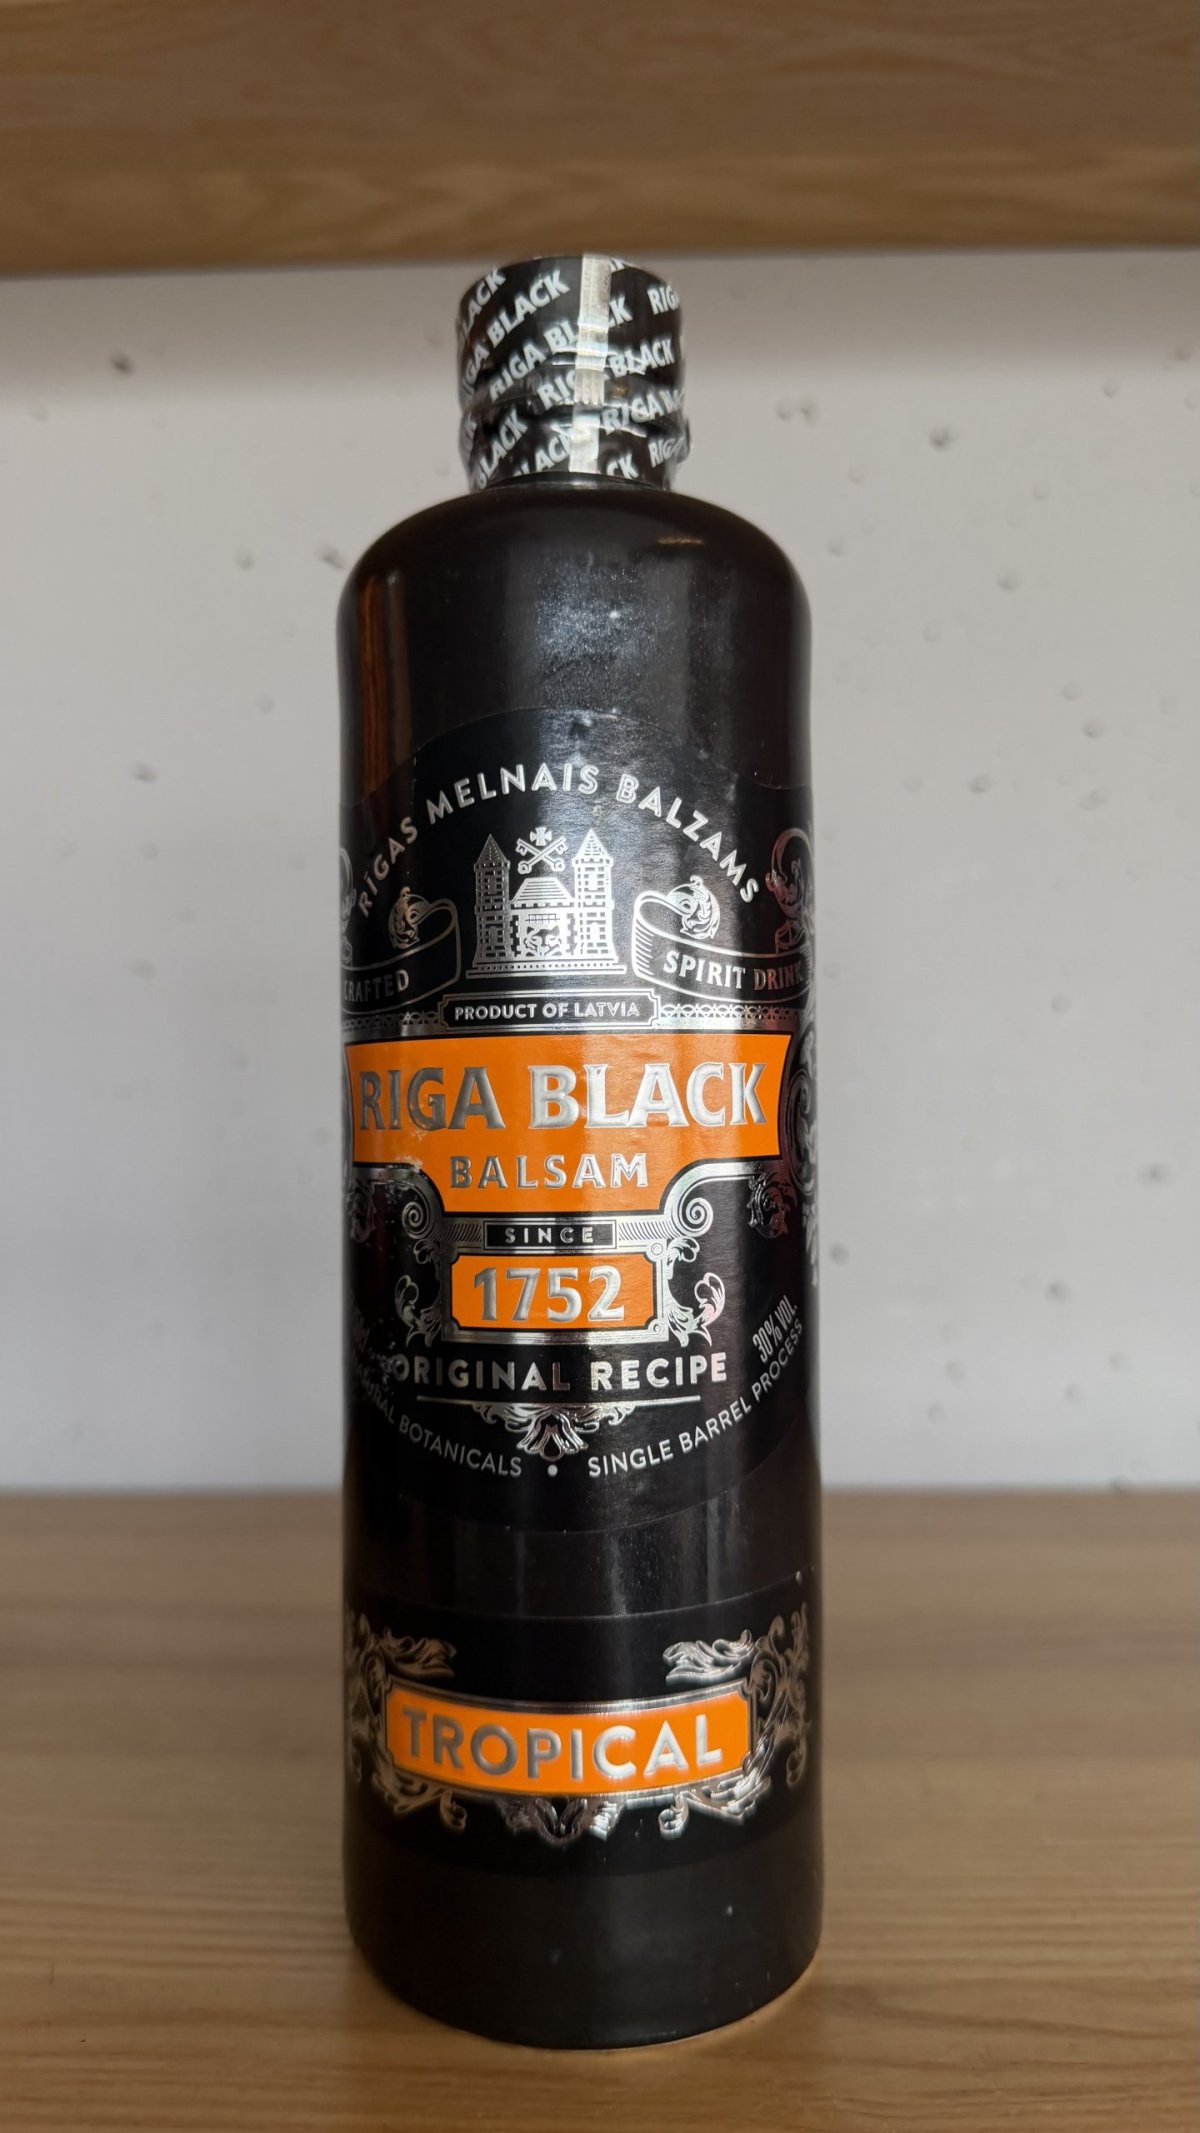 RIGA BLACK
RĪGAS MELNAIS BALZAMS
CRAFTED
SPIRIT DRINK
PRODUCT OF LATVIA
RIGA BLACK
BALSAM
SINCE
1752
ORIGINAL RECIPE
30% VOL.
BOTANICALS • SINGLE BARREL PROCESS
TROPICAL